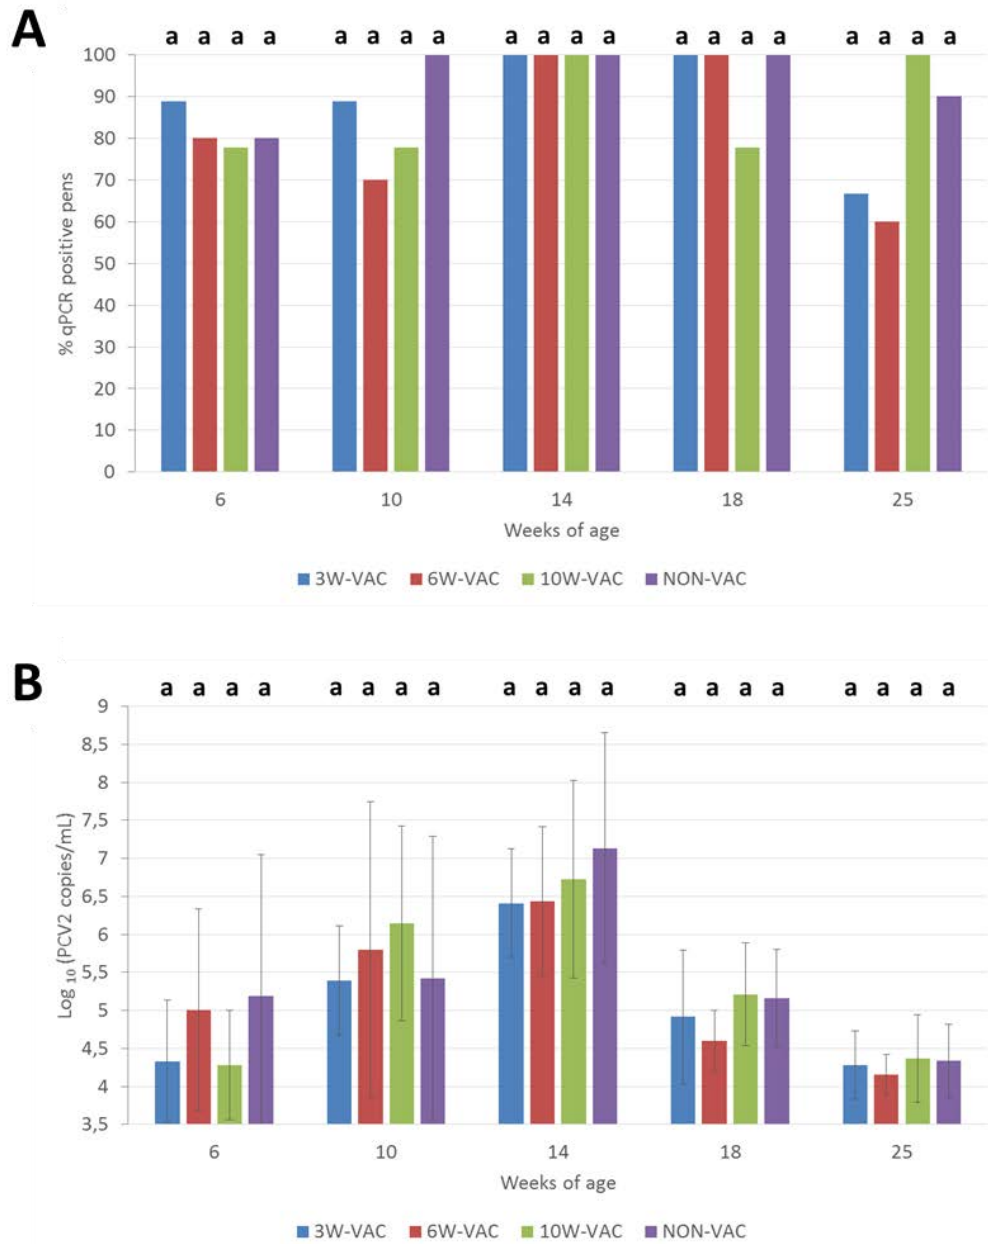 A
a a a a a a a a a a a a a a a a a a a a
100
90
80
70
60
50
40
30
20
10
0
% qPCR positive pens
6 10 14 18 25
Weeks of age
3W-VAC 6W-VAC 10W-VAC NON-VAC
B
a a a a a a a a a a a a a a a a a a a a
9
8,5
8
7,5
7
6,5
6
5,5
5
4,5
4
3,5
Log 10 (PCV2 copies/mL)
6 10 14 18 25
Weeks of age
3W-VAC 6W-VAC 10W-VAC NON-VAC